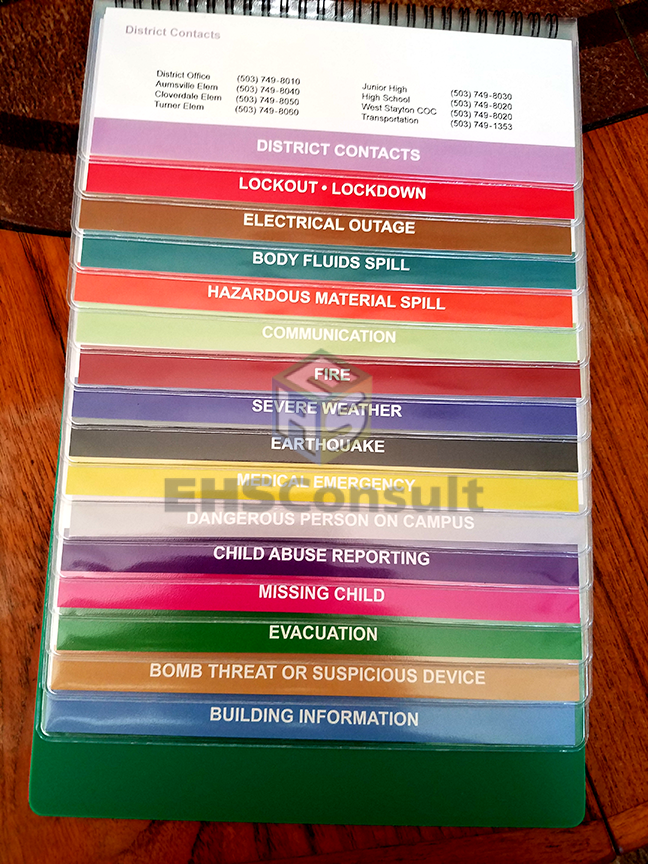 District Contacts
District Office (503) 749-8010
Aumsville Elem (503) 749-8040
Cloverdale Elem (503) 749-8050
Turner Elem (503) 749-8060
Junior High (503) 749-8030
High School (503) 749-8020
West Stayton COC (503) 749-8020
Transportation (503) 749-1353
DISTRICT CONTACTS
LOCKOUT • LOCKDOWN
ELECTRICAL OUTAGE
BODY FLUIDS SPILL
HAZARDOUS MATERIAL SPILL
COMMUNICATION
FIRE
SEVERE WEATHER
EARTHQUAKE
MEDICAL EMERGENCY
EHSConsult
DANGEROUS PERSON ON CAMPUS
CHILD ABUSE REPORTING
MISSING CHILD
EVACUATION
BOMB THREAT OR SUSPICIOUS DEVICE
BUILDING INFORMATION